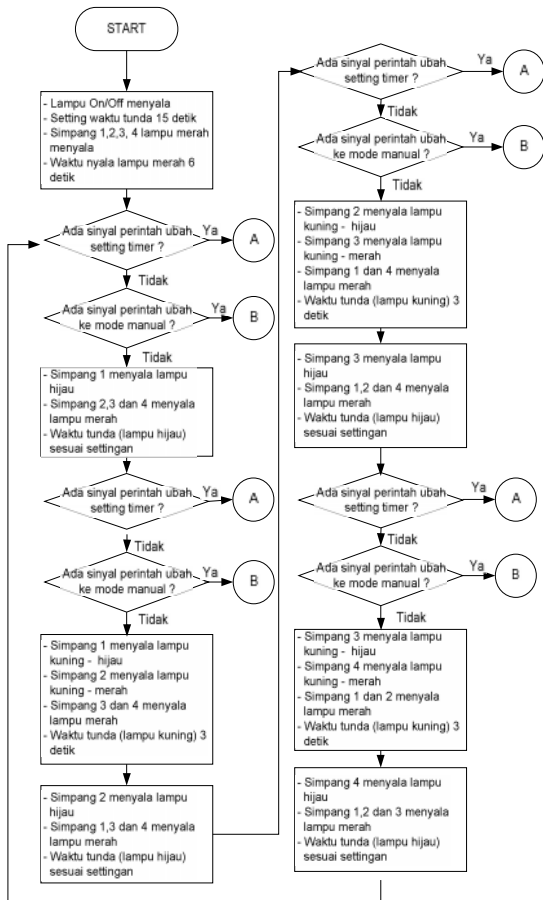 START
- Lampu On/Off menyala
- Setting waktu tunda 15 detik
- Simpang 1,2,3, 4 lampu merah
menyala
- Waktu nyala lampu merah 6
detik
Ada sinyal perintah ubah
setting timer ?
Ya
A
Tidak
Ada sinyal perintah ubah
ke mode manual ?
Ya
B
Tidak
- Simpang 1 menyala lampu
hijau
- Simpang 2,3 dan 4 menyala
lampu merah
- Waktu tunda (lampu hijau)
sesuai settingan
Ada sinyal perintah ubah
setting timer ?
Ya
A
Tidak
Ada sinyal perintah ubah
ke mode manual ?
Ya
B
Tidak
- Simpang 1 menyala lampu
kuning - hijau
- Simpang 2 menyala lampu
kuning - merah
- Simpang 3 dan 4 menyala
lampu merah
- Waktu tunda (lampu kuning) 3
detik
- Simpang 2 menyala lampu
hijau
- Simpang 1,3 dan 4 menyala
lampu merah
- Waktu tunda (lampu hijau)
sesuai settingan
Ada sinyal perintah ubah
setting timer ?
Ya
A
Tidak
Ada sinyal perintah ubah
ke mode manual ?
Ya
B
Tidak
- Simpang 2 menyala lampu
kuning - hijau
- Simpang 3 menyala lampu
kuning - merah
- Simpang 1 dan 4 menyala
lampu merah
- Waktu tunda (lampu kuning) 3
detik
- Simpang 3 menyala lampu
hijau
- Simpang 1,2 dan 4 menyala
lampu merah
- Waktu tunda (lampu hijau)
sesuai settingan
Ada sinyal perintah ubah
setting timer ?
Ya
A
Tidak
Ada sinyal perintah ubah
ke mode manual ?
Ya
B
Tidak
- Simpang 3 menyala lampu
kuning - hijau
- Simpang 4 menyala lampu
kuning - merah
- Simpang 1 dan 2 menyala
lampu merah
- Waktu tunda (lampu kuning) 3
detik
- Simpang 4 menyala lampu
hijau
- Simpang 1,2 dan 3 menyala
lampu merah
- Waktu tunda (lampu hijau)
sesuai settingan